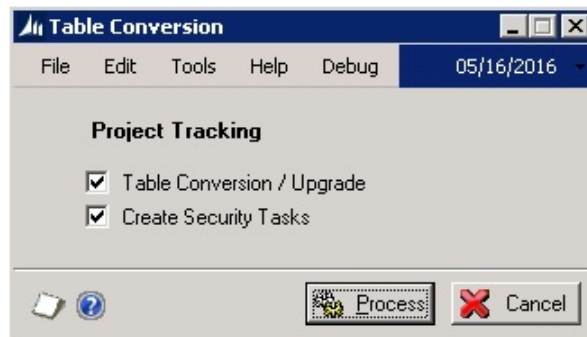 Table Conversion
File Edit Tools Help Debug 05/16/2016
Project Tracking
Table Conversion / Upgrade
Create Security Tasks
Process Cancel